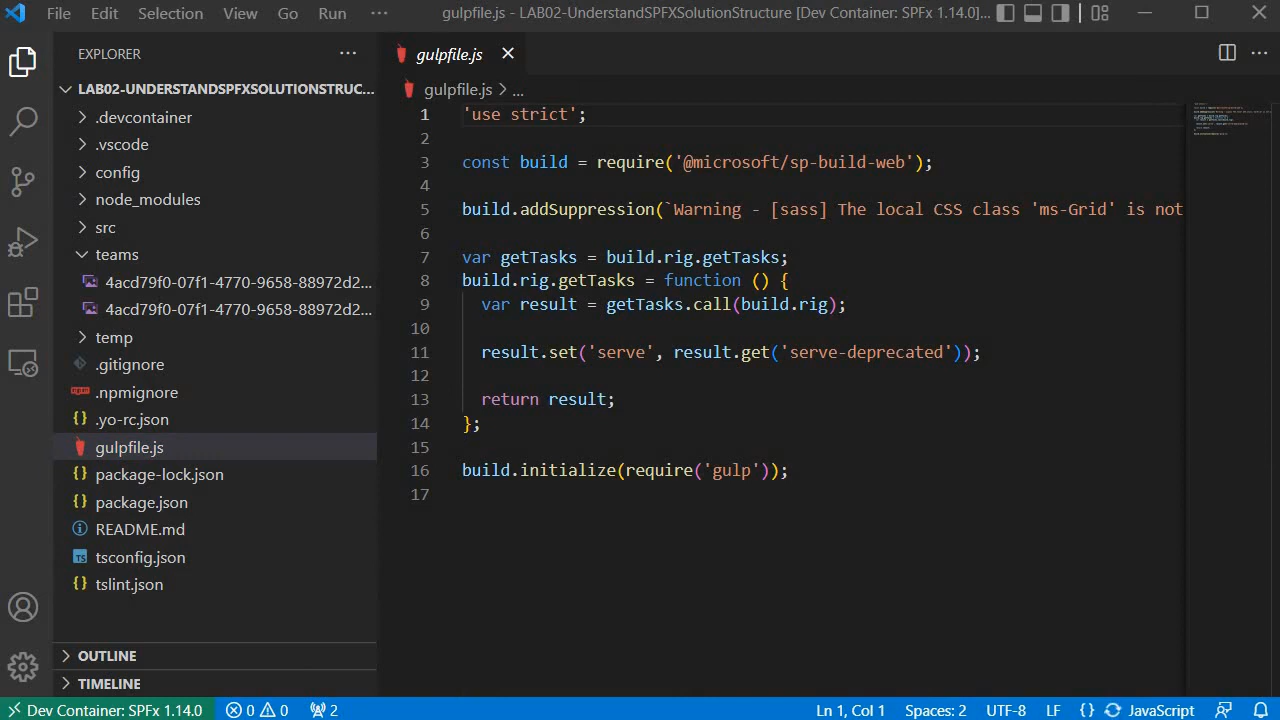 File Edit Selection View Go Run ··· gulpfile.js - LAB02-UnderstandSPFXSolutionStructure [Dev Container: SPFx 1.14.0]...
EXPLORER ···
LAB02-UNDERSTANDSPFXSOLUTIONSTRUC...
.devcontainer
.vscode
config
node_modules
src
teams
4acd79f0-07f1-4770-9658-88972d2...
4acd79f0-07f1-4770-9658-88972d2...
temp
.gitignore
.npmignore
.yo-rc.json
gulpfile.js
package-lock.json
package.json
README.md
tsconfig.json
tslint.json
OUTLINE
TIMELINE
gulpfile.js
gulpfile.js > ...
1 'use strict';
2
3 const build = require('@microsoft/sp-build-web');
4
5 build.addSuppression(`Warning - [sass] The local CSS class 'ms-Grid' is not
6
7 var getTasks = build.rig.getTasks;
8 build.rig.getTasks = function () {
9 var result = getTasks.call(build.rig);
10
11 result.set('serve', result.get('serve-deprecated'));
12
13 return result;
14 };
15
16 build.initialize(require('gulp'));
17
Dev Container: SPFx 1.14.0 0 0 2 Ln 1, Col 1 Spaces: 2 UTF-8 LF {} JavaScript